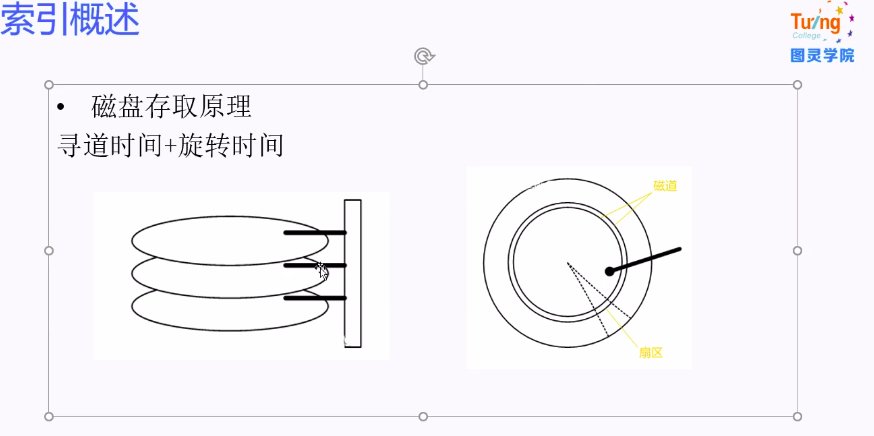 索引概述
Turing
College
图灵学院
• 磁盘存取原理
寻道时间+旋转时间
磁道
扇区